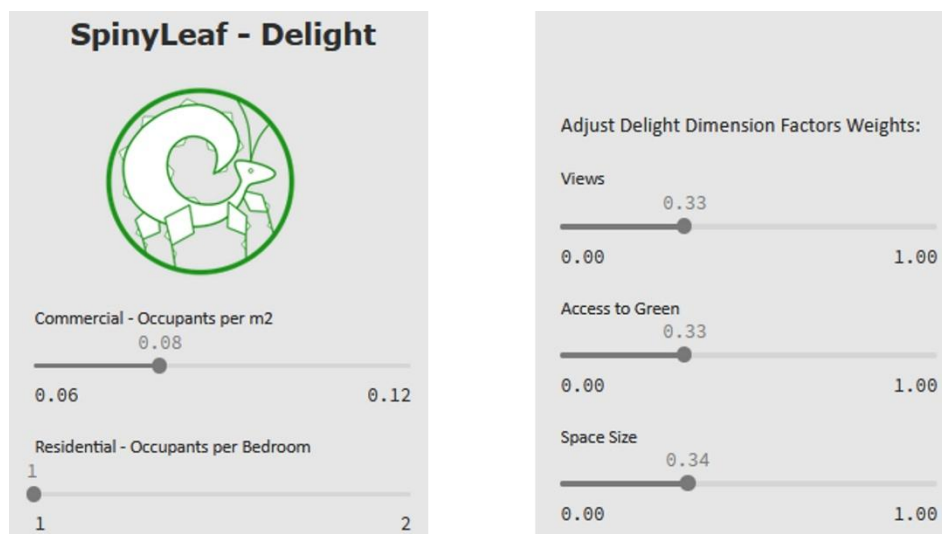 SpinyLeaf - Delight
Commercial - Occupants per m2
0.08
0.06 0.12
Residential - Occupants per Bedroom
1
1 2
Adjust Delight Dimension Factors Weights:
Views
0.33
0.00 1.00
Access to Green
0.33
0.00 1.00
Space Size
0.34
0.00 1.00